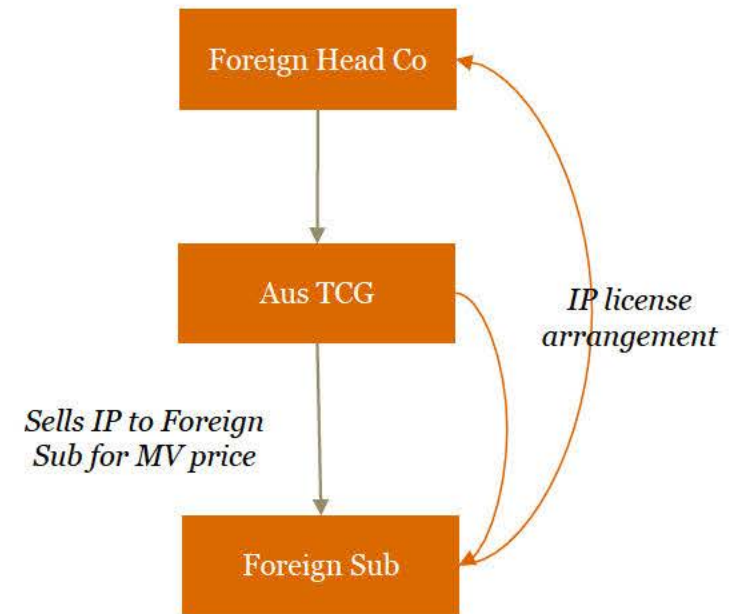 Foreign Head Co
Aus TCG
IP license
arrangement
Sells IP to Foreign
Sub for MV price
Foreign Sub